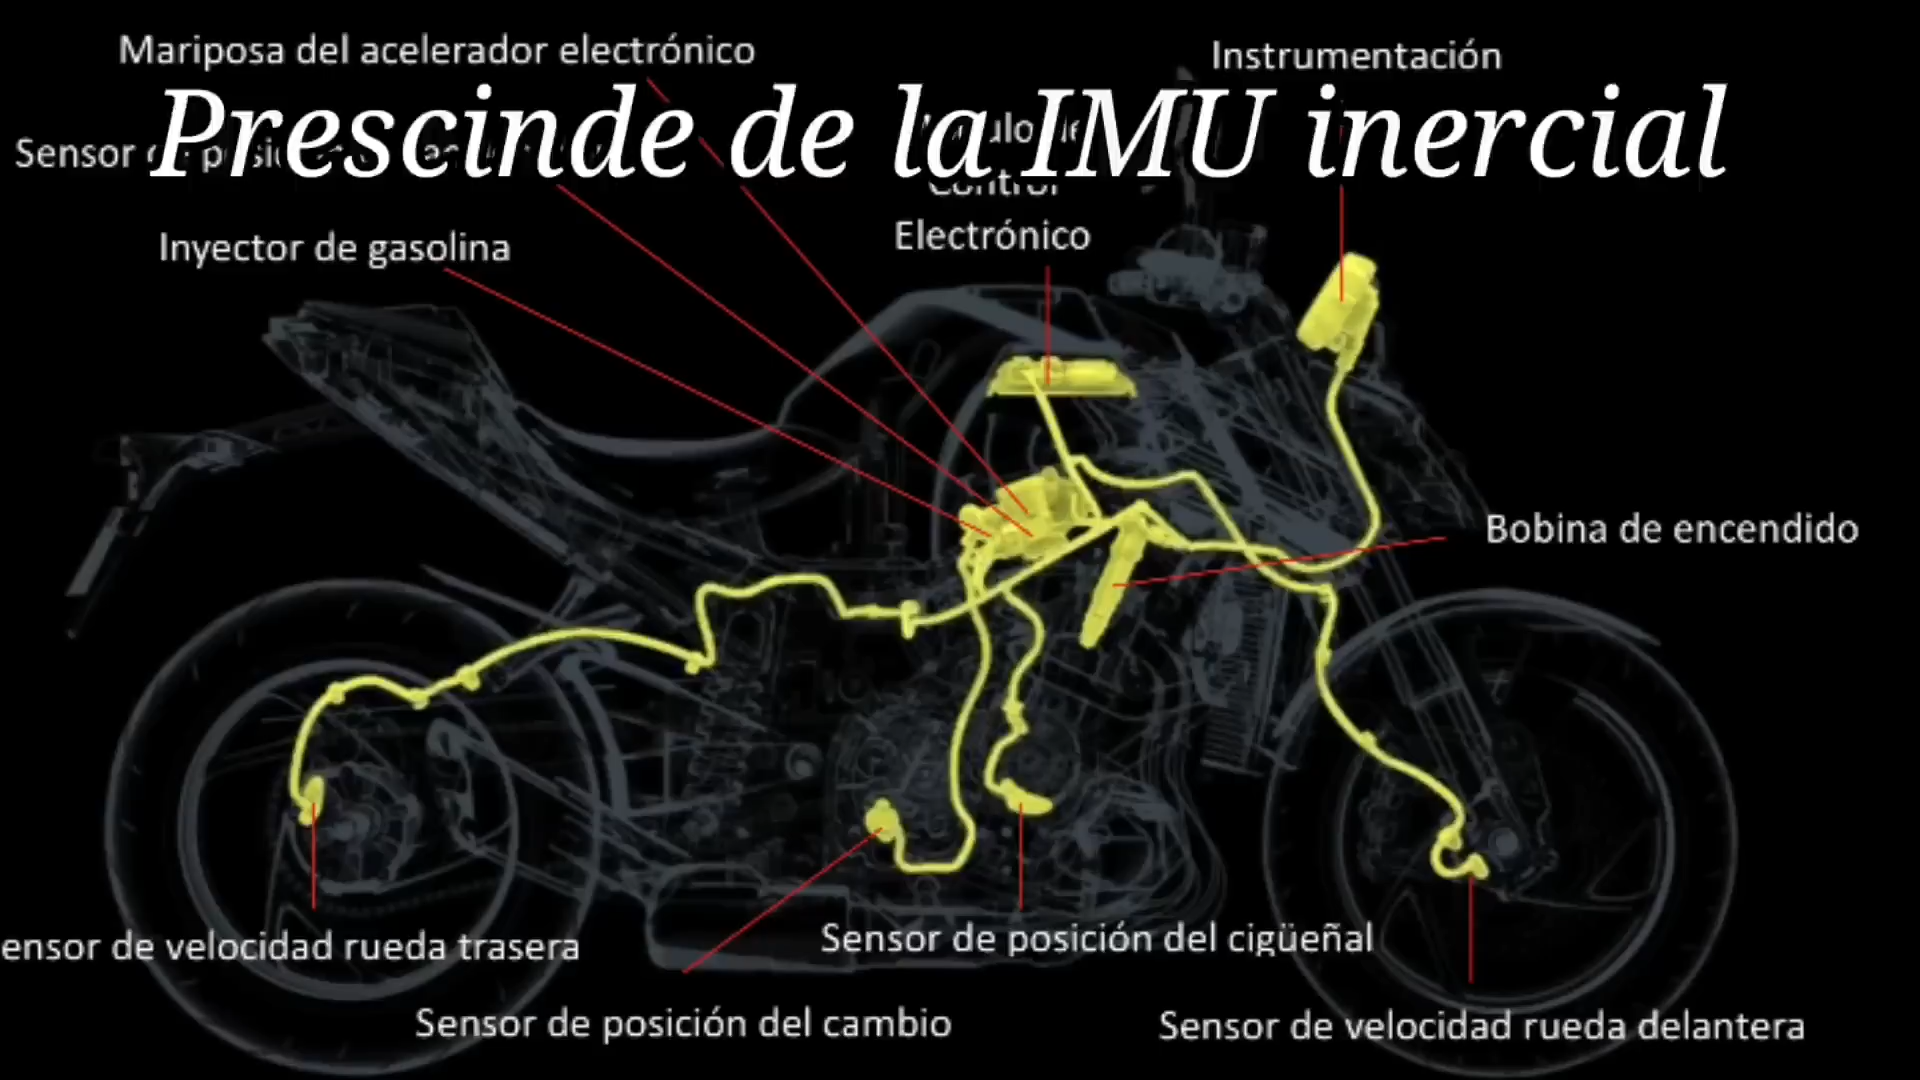 Mariposa del acelerador electrónico
Instrumentación
Prescinde de la IMU inercial
Sensor
Control
Inyector de gasolina
Electrónico
Bobina de encendido
ensor de velocidad rueda trasera
Sensor de posición del cigüeñal
Sensor de posición del cambio
Sensor de velocidad rueda delantera